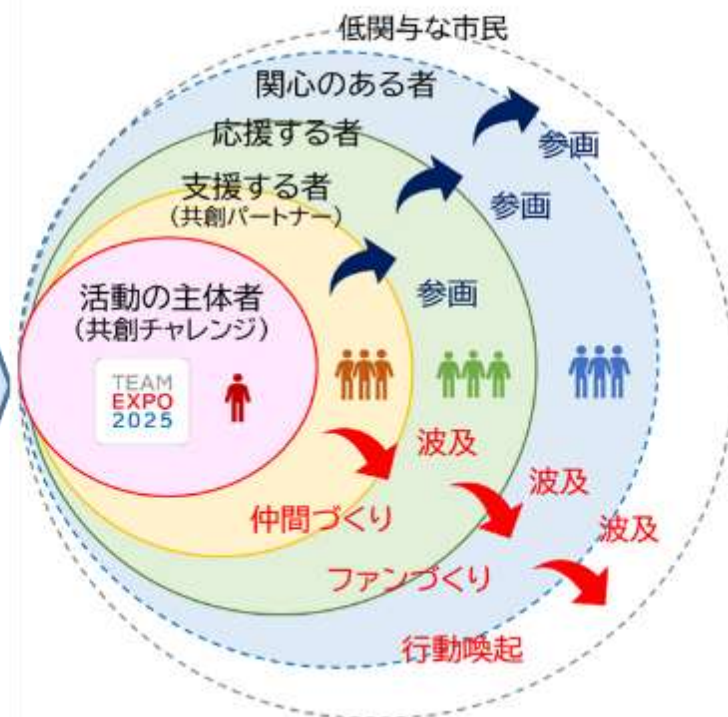 低関与な市民
関心のある者
参画
応援する者
参画
支援する者
(共創パートナー)
参画
活動の主体者
(共創チャレンジ)
TEAM
EXPO
2025
波及
仲間づくり
波及
ファンづくり
波及
行動喚起